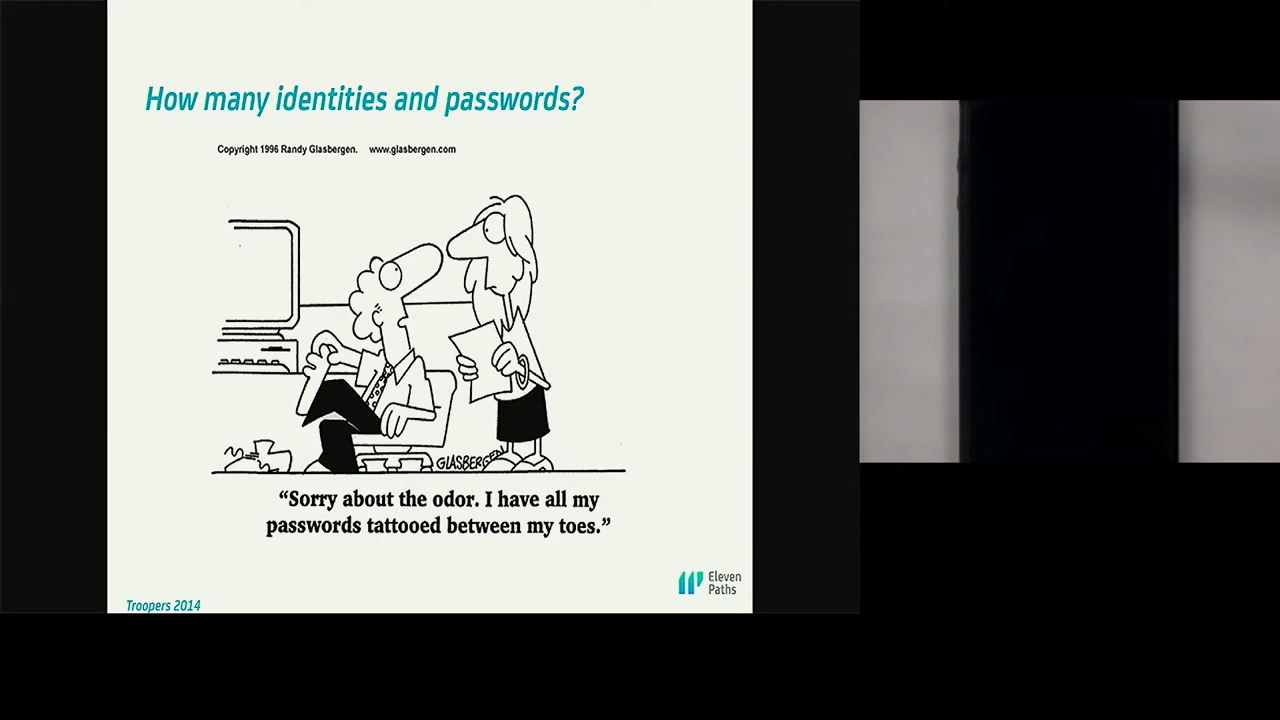 How many identities and passwords?
Copyright 1996 Randy Glasbergen. www.glasbergen.com
GLASBERGEN
“Sorry about the odor. I have all my
passwords tattooed between my toes.”
Eleven
Paths
Troopers 2014